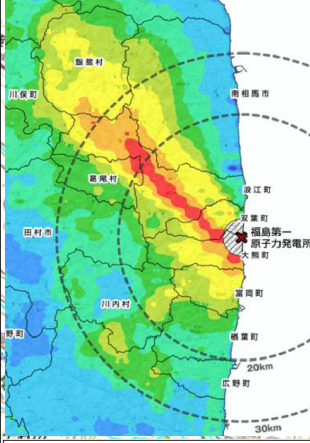 飯舘村
川俣町
南相馬市
葛尾村
浪江町
双葉町
田村市
福島第一
原子力発電所
大熊町
富岡町
川内村
野町
楢葉町
20km
広野町
30km